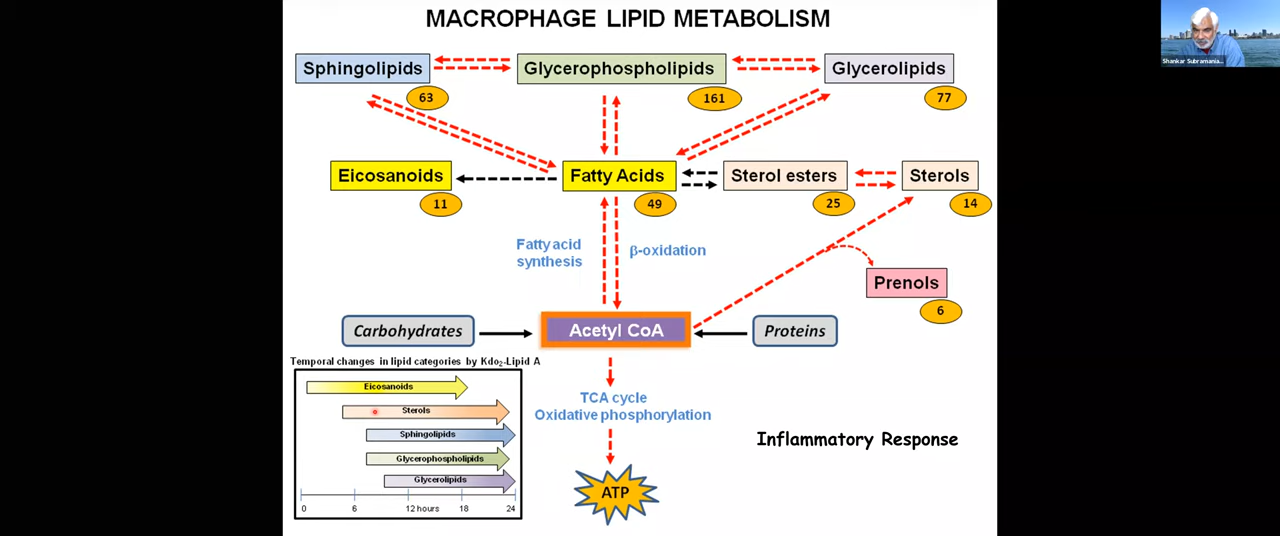 MACROPHAGE LIPID METABOLISM
Shankar Subramania...
Sphingolipids
63
Glycerophospholipids
161
Glycerolipids
77
Eicosanoids
11
Fatty Acids
49
Sterol esters
25
Sterols
14
Fatty acid
synthesis
β-oxidation
Prenols
6
Carbohydrates
Acetyl CoA
Proteins
Temporal changes in lipid categories by Kdo₂-Lipid A
Eicosanoids
Sterols
Sphingolipids
Glycerophospholipids
Glycerolipids
0 6 12 hours 18 24
TCA cycle
Oxidative phosphorylation
ATP
Inflammatory Response